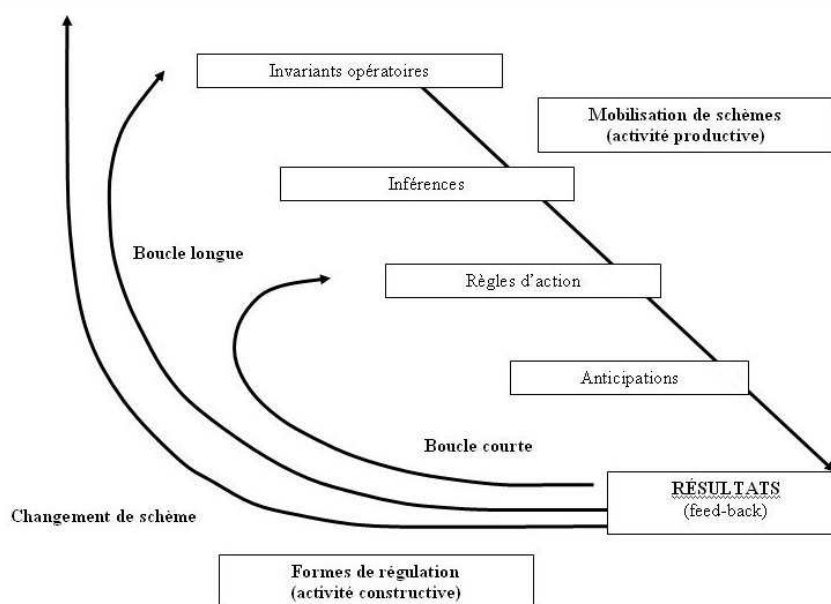 Invariants opératoires
Mobilisation de schèmes
(activité productive)
Inférences
Boucle longue
Règles d'action
Anticipations
Boucle courte
RÉSULTATS
(feed-back)
Changement de schème
Formes de régulation
(activité constructive)